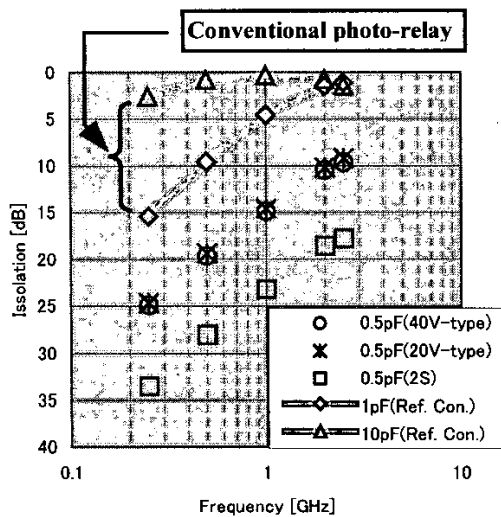 Conventional photo-relay
0
5
10
15
20
25
30
35
40
Issolation [dB]
0.5pF(40V-type)
0.5pF(20V-type)
0.5pF(2S)
1pF(Ref. Con.)
10pF(Ref. Con.)
0.1
1
10
Frequency [GHz]